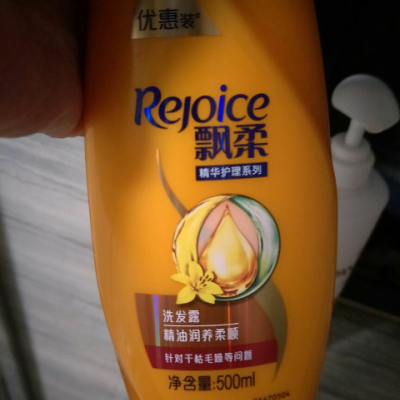 优惠装
Rejoice
飘柔
精华护理系列
洗发露
精油润养柔顺
针对干枯毛躁等问题
净含量:500ml